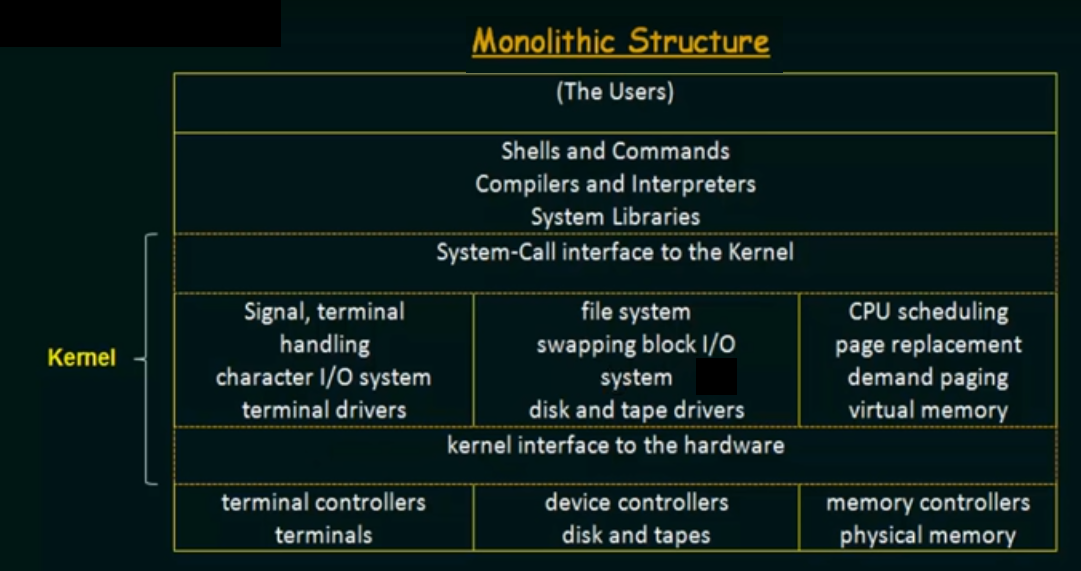 Monolithic Structure
(The Users)
Shells and Commands
Compilers and Interpreters
System Libraries
System-Call interface to the Kernel
Kernel
Signal, terminal
handling
character I/O system
terminal drivers
file system
swapping block I/O
system
disk and tape drivers
CPU scheduling
page replacement
demand paging
virtual memory
kernel interface to the hardware
terminal controllers
terminals
device controllers
disk and tapes
memory controllers
physical memory